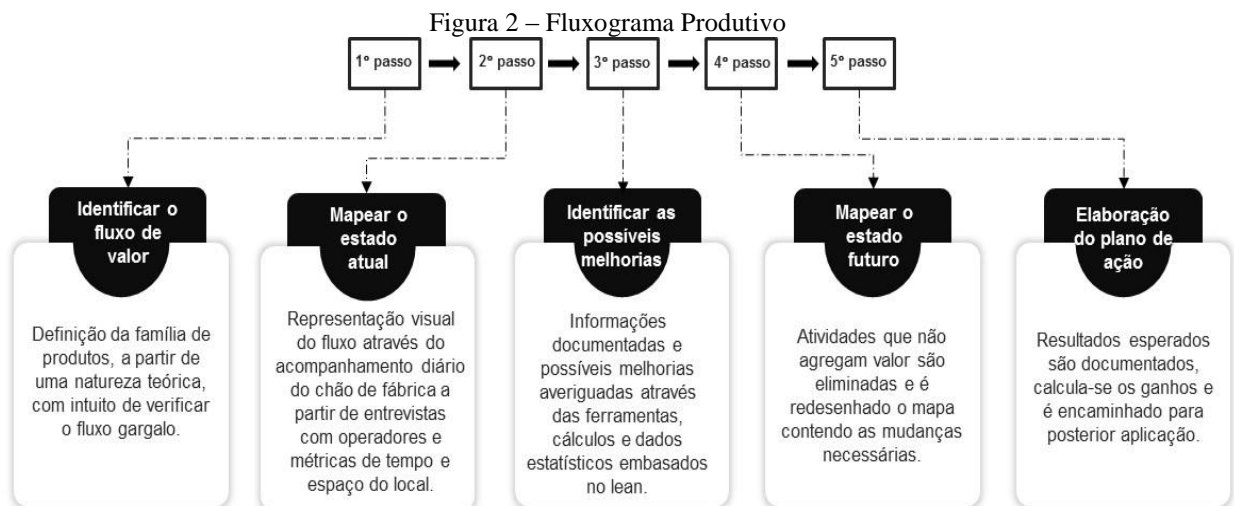 Figura 2 – Fluxograma Produtivo
1º passo
2º passo
3º passo
4º passo
5º passo
Identificar o
fluxo de
valor
Definição da família de
produtos, a partir de
uma natureza teórica,
com intuito de verificar
o fluxo gargalo.
Mapear o
estado
atual
Representação visual
do fluxo através do
acompanhamento diário
do chão de fábrica a
partir de entrevistas
com operadores e
métricas de tempo e
espaço do local.
Identificar as
possíveis
melhorias
Informações
documentadas e
possíveis melhorias
averiguadas através
das ferramentas,
cálculos e dados
estatísticos embasados
no lean.
Mapear o
estado
futuro
Atividades que não
agregam valor são
eliminadas e é
redesenhado o mapa
contendo as mudanças
necessárias.
Elaboração
do plano de
ação
Resultados esperados
são documentados,
calcula-se os ganhos e
é encaminhado para
posterior aplicação.